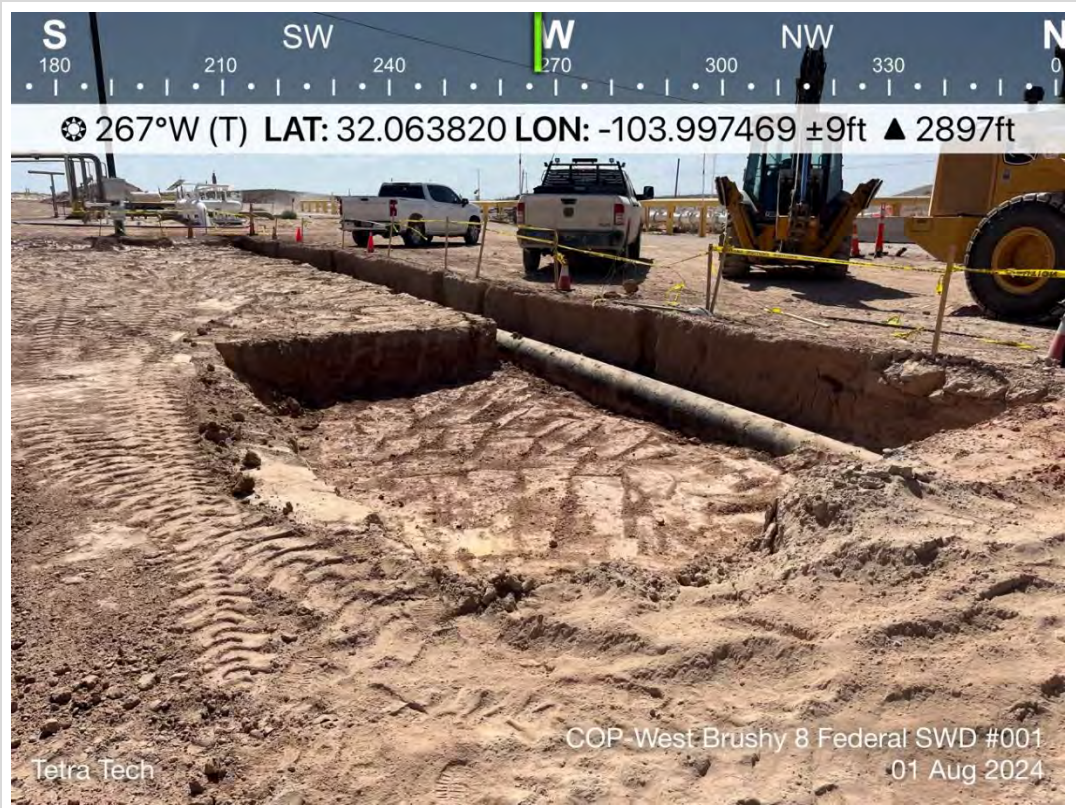 S SW W NW N
180 210 240 270 300 330 0
267°W (T) LAT: 32.063820 LON: -103.997469 ±9ft ▲ 2897ft
COP-West Brushy 8 Federal SWD #001
Tetra Tech 01 Aug 2024